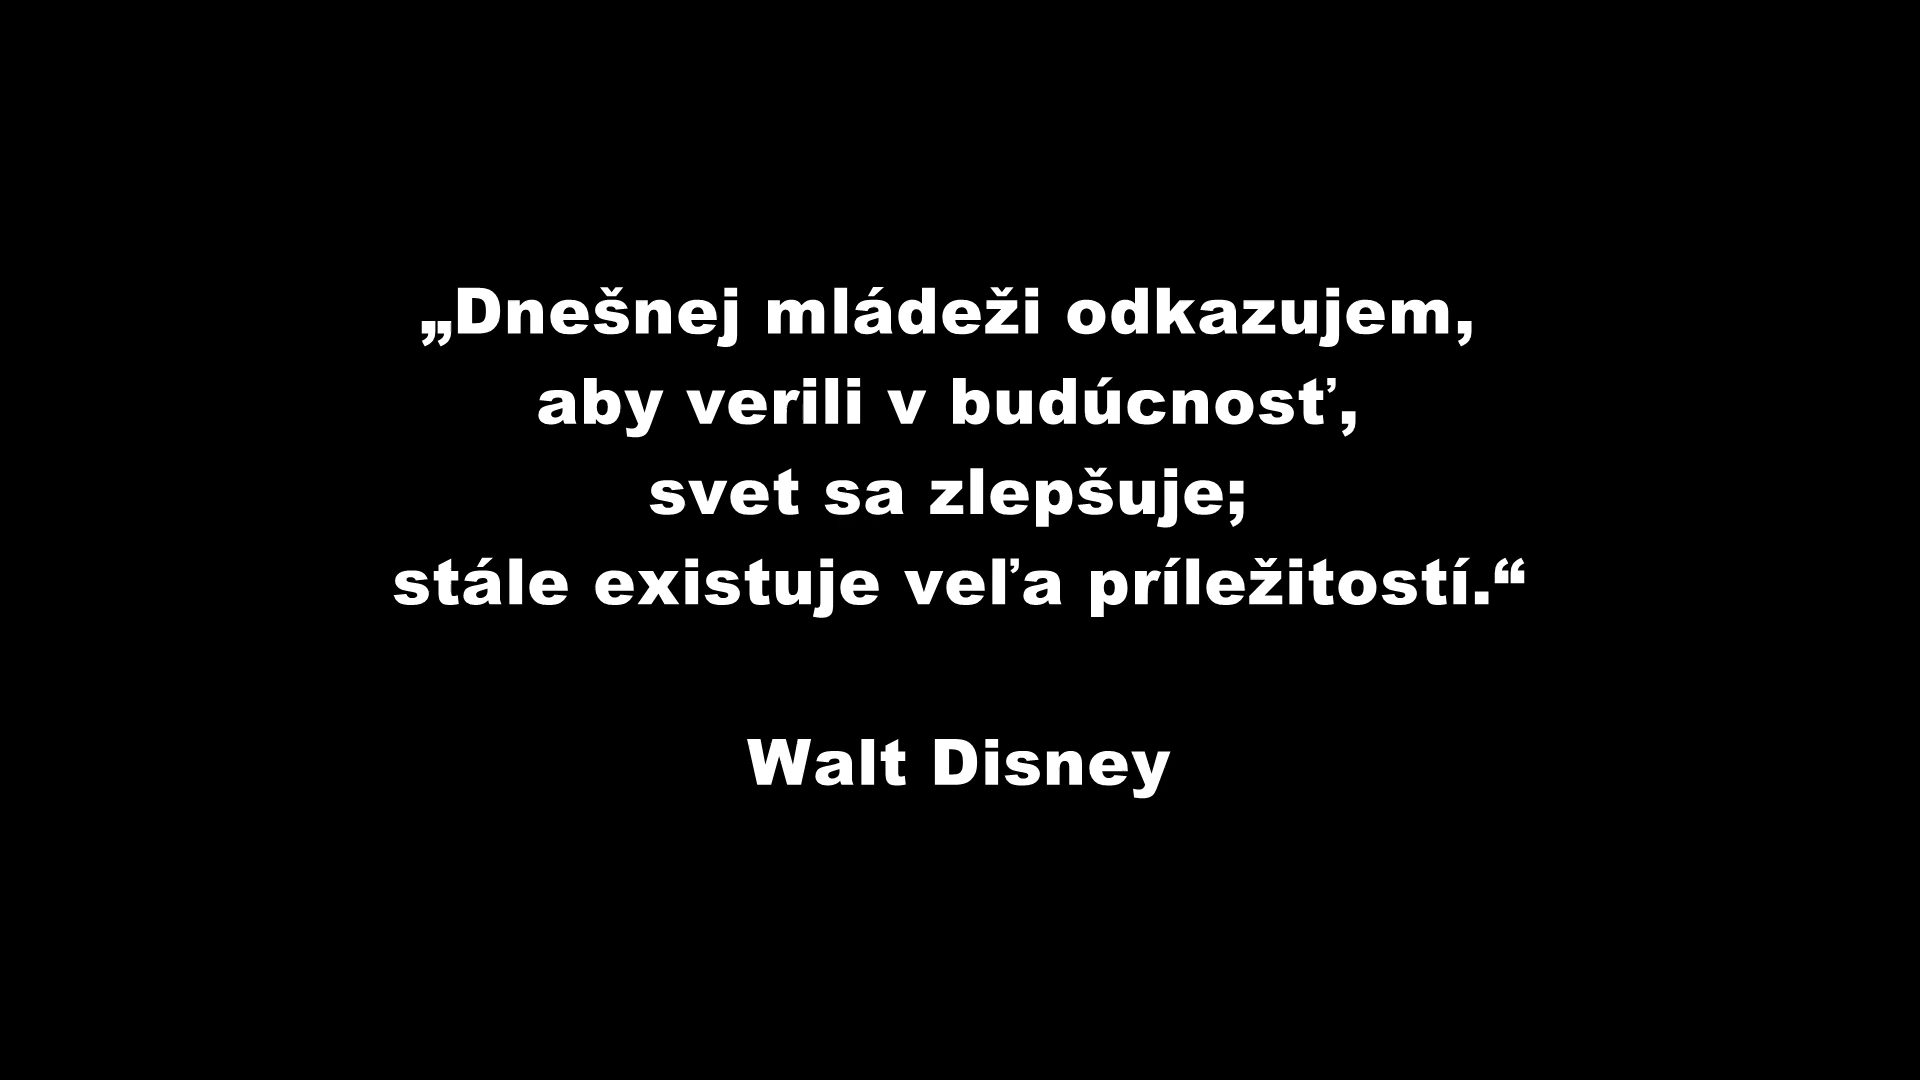 „Dnešnej mládeži odkazujem,
aby verili v budúcnosť,
svet sa zlepšuje;
stále existuje veľa príležitostí.“
Walt Disney